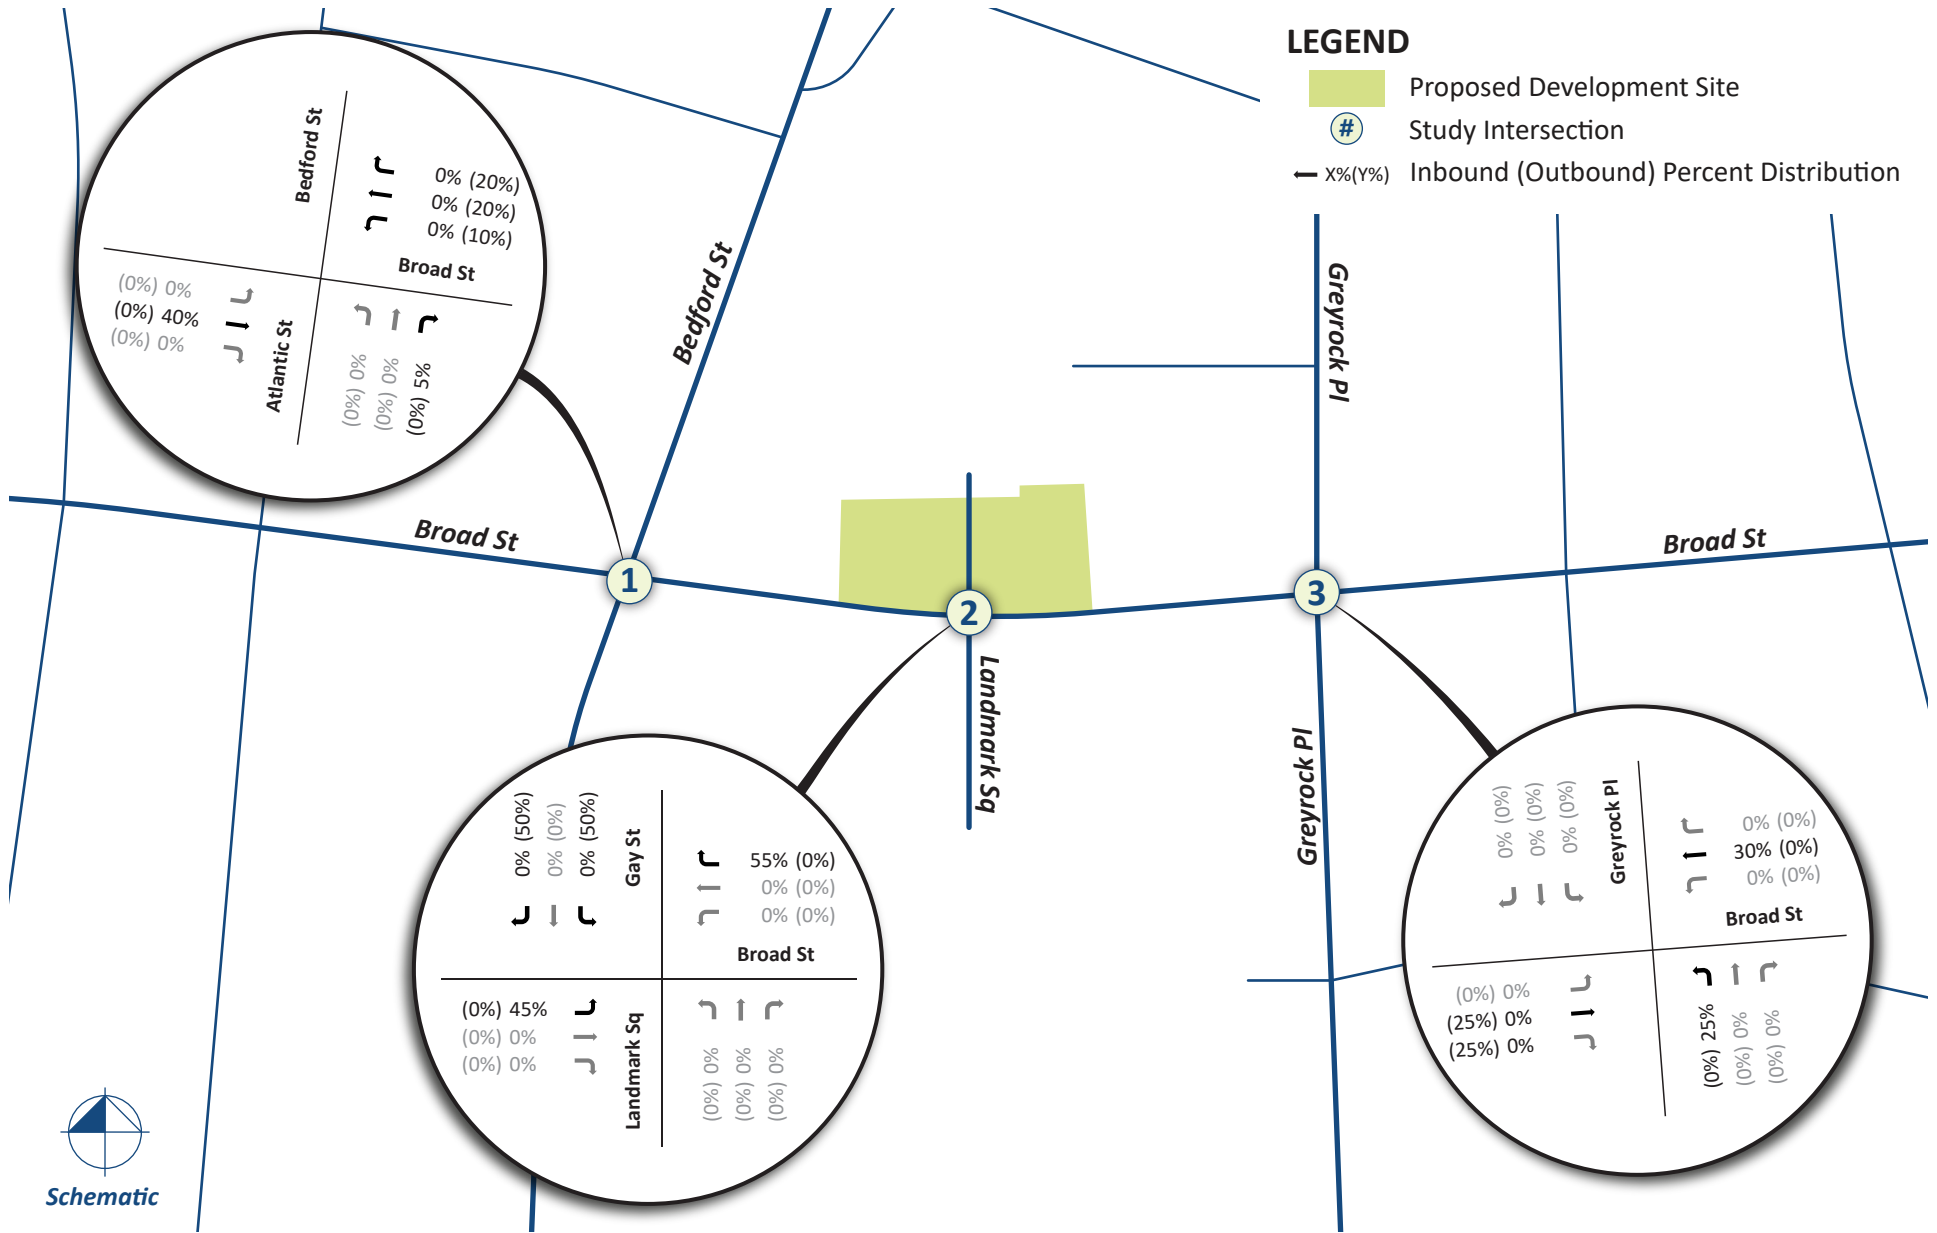 LEGEND
Proposed Development Site
# Study Intersection
X%(Y%) Inbound (Outbound) Percent Distribution
Bedford St
0% (20%)
0% (20%)
0% (10%)
Broad St
(0%) 0%
(0%) 40%
(0%) 0%
Atlantic St
(0%) 0%
(0%) 0%
(0%) 5%
Bedford St
Greyrock Pl
Broad St
Broad St
1
2
3
Landmark Sq
Greyrock Pl
0% (50%)
0% (0%)
0% (50%)
Gay St
55% (0%)
0% (0%)
0% (0%)
Broad St
(0%) 45%
(0%) 0%
(0%) 0%
Landmark Sq
(0%) 0%
(0%) 0%
(0%) 0%
0% (0%)
0% (0%)
0% (0%)
Greyrock Pl
0% (0%)
30% (0%)
0% (0%)
Broad St
(0%) 0%
(25%) 0%
(25%) 0%
(0%) 25%
(0%) 0%
(0%) 0%
Schematic